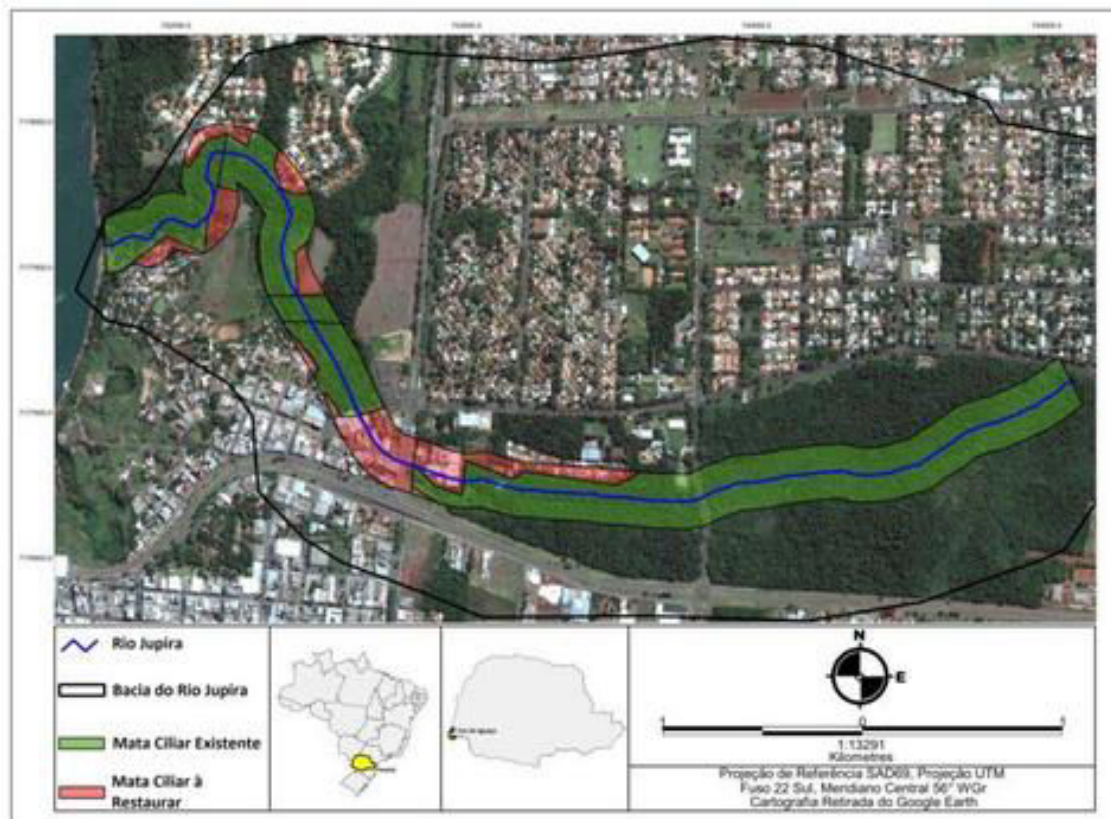 Rio Jupira
Bacia do Rio Jupira
Mata Ciliar Existente
Mata Ciliar à
Restaurar
N
E
1 0 1
1:13291
Kilometres
Projeção de Referência SAD69, Projeção UTM
Fuso 22 Sul, Meridiano Central 56° WGr
Cartografia Retirada do Google Earth